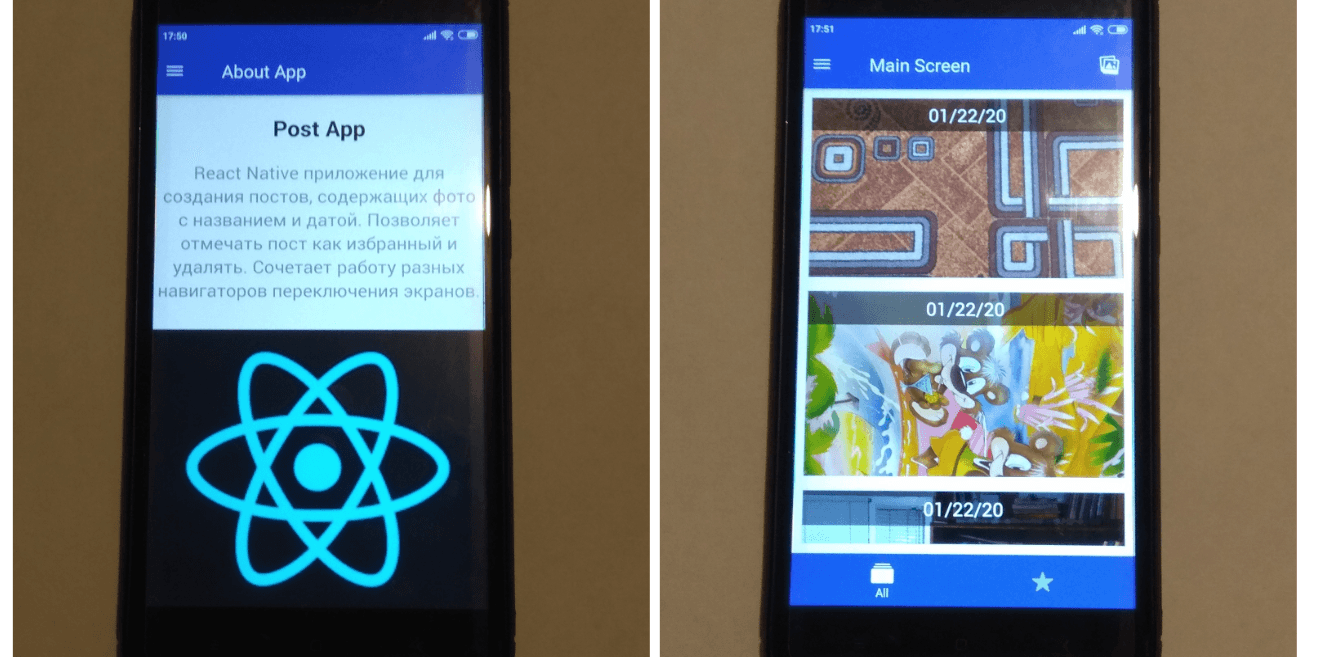 17:50
About App
Post App
React Native приложение для
создания постов, содержащих фото
с названием и датой. Позволяет
отмечать пост как избранный и
удалять. Сочетает работу разных
навигаторов переключения экранов.
17:51
Main Screen
01/22/20
01/22/20
01/22/20
All